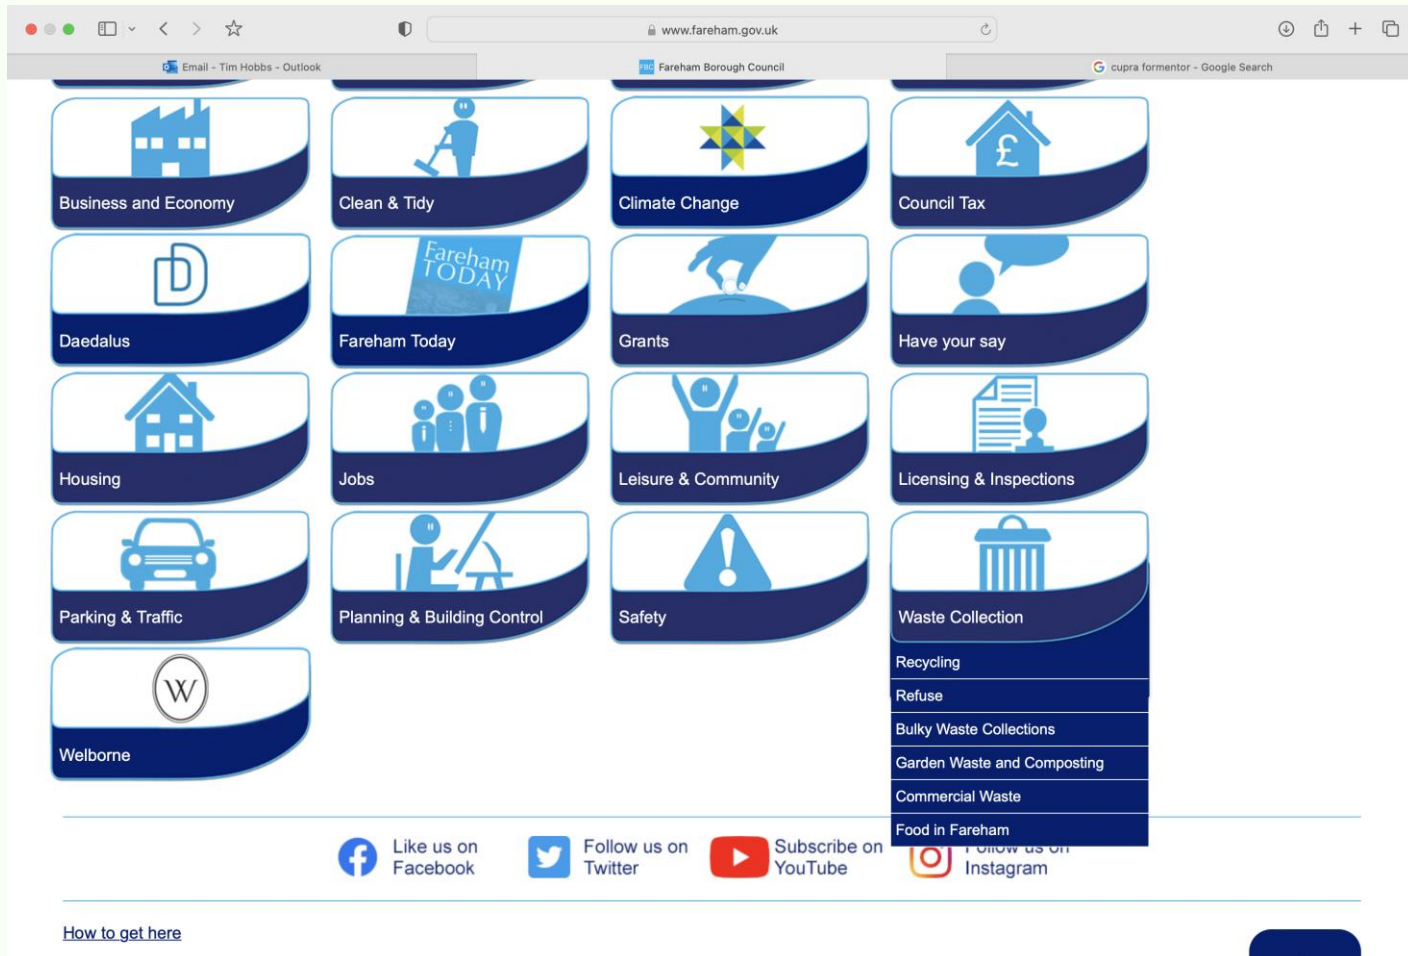 www.fareham.gov.uk
Email - Tim Hobbs - Outlook
FBC Fareham Borough Council
G cupra formentor - Google Search
Business and Economy
Clean & Tidy
Climate Change
£
Council Tax
D
Daedalus
Fareham
TODAY
Fareham Today
Grants
Have your say
Housing
Jobs
Leisure & Community
Licensing & Inspections
Parking & Traffic
Planning & Building Control
Safety
Waste Collection
Recycling
Refuse
Bulky Waste Collections
Garden Waste and Composting
Commercial Waste
Food in Fareham
W
Welborne
Like us on
Facebook
Follow us on
Twitter
Subscribe on
YouTube
Follow us on
Instagram
How to get here